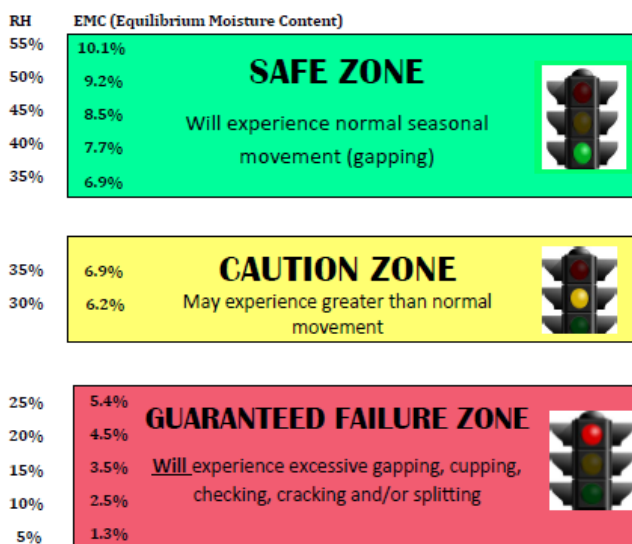 RH EMC (Equilibrium Moisture Content)
55% 10.1%
SAFE ZONE
50% 9.2%
45% 8.5%
Will experience normal seasonal
40% 7.7%
movement (gapping)
35% 6.9%
35% 6.9%
CAUTION ZONE
30% 6.2%
May experience greater than normal
movement
25% 5.4%
GUARANTEED FAILURE ZONE
20% 4.5%
15% 3.5%
Will experience excessive gapping, cupping,
10% 2.5%
checking, cracking and/or splitting
5% 1.3%